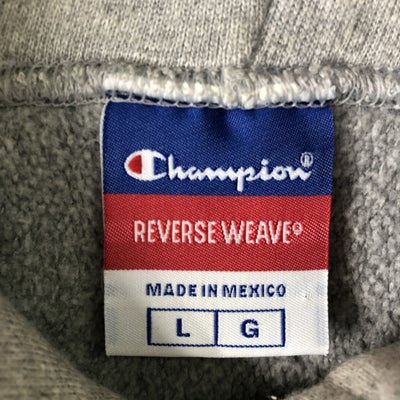 Champion®
REVERSE WEAVE®
MADE IN MEXICO
L G